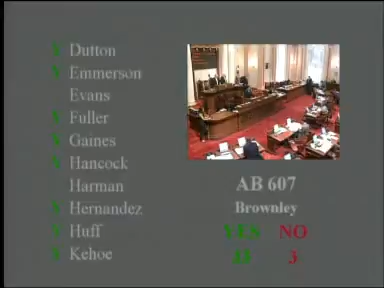 Y Dutton
Y Emmerson
Evans
Y Fuller
Y Gaines
Y Hancock
Harman
Y Hernandez
Y Huff
Y Kehoe
AB 607
Brownley
YES NO
3